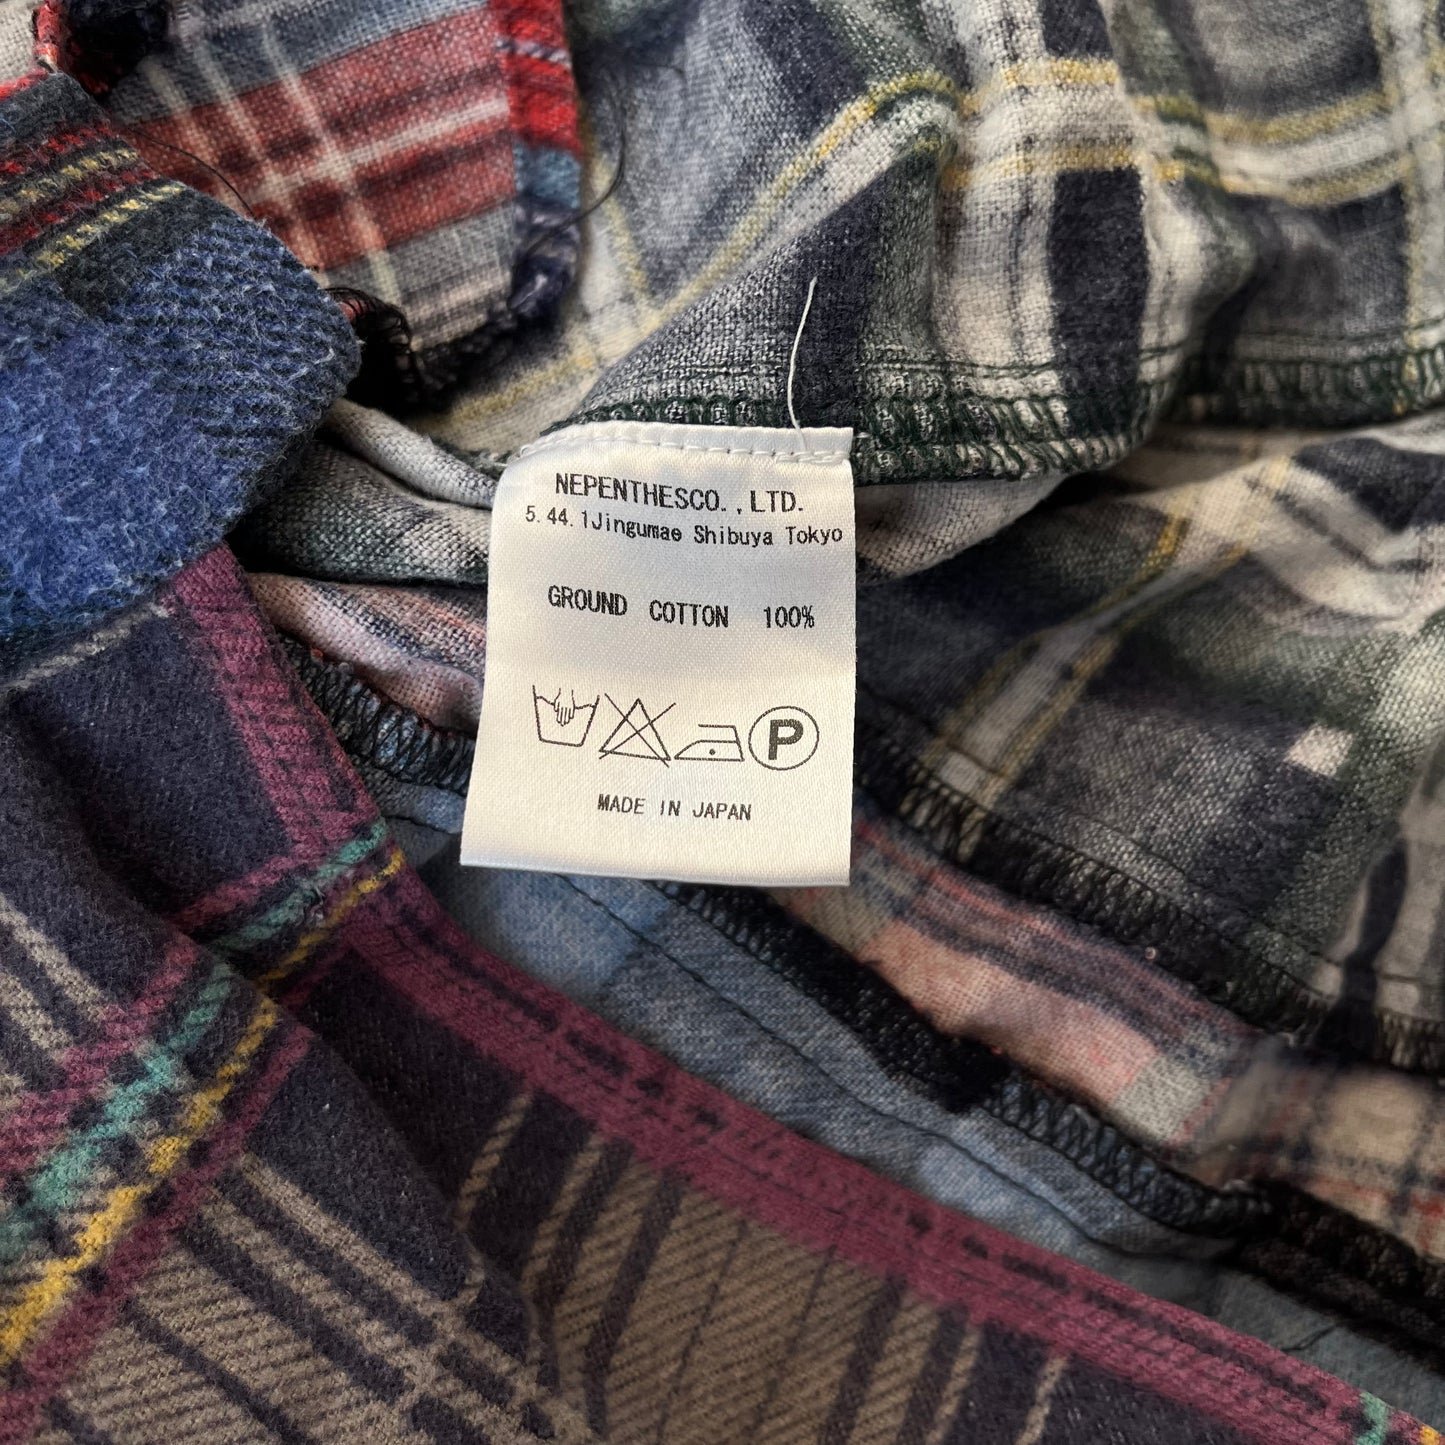 NEPENTHESCO.,LTD.
5.44.1Jingumae Shibuya Tokyo
GROUND COTTON 100%
P
MADE IN JAPAN